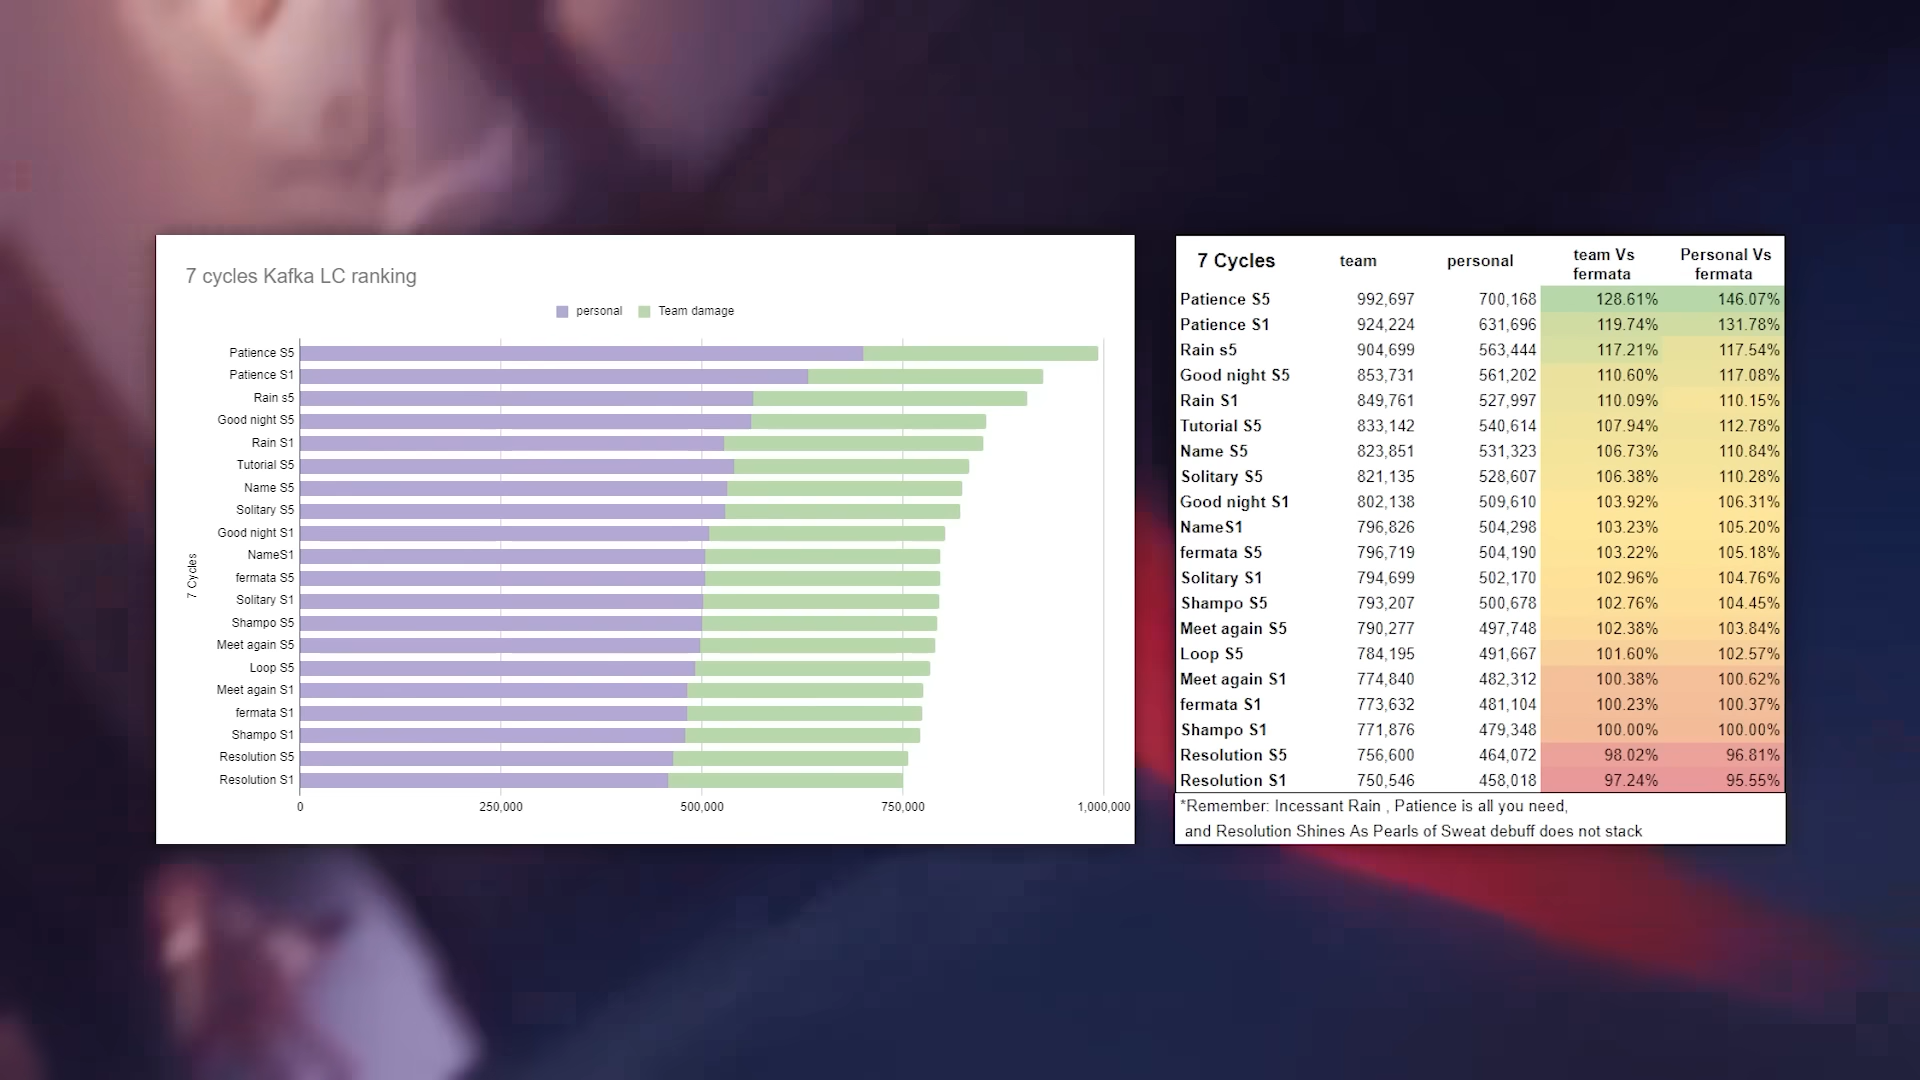 7 cycles Kafka LC ranking
personal
Team damage
Patience S5
Patience S1
Rain s5
Good night S5
Rain S1
Tutorial S5
Name S5
Solitary S5
Good night S1
NameS1
fermata S5
Solitary S1
Shampo S5
Meet again S5
Loop S5
Meet again S1
fermata S1
Shampo S1
Resolution S5
Resolution S1
7 Cycles
0 250,000 500,000 750,000 1,000,000
7 Cycles team personal team Vs fermata Personal Vs fermata
Patience S5 992,697 700,168 128.61% 146.07%
Patience S1 924,224 631,696 119.74% 131.78%
Rain s5 904,699 563,444 117.21% 117.54%
Good night S5 853,731 561,202 110.60% 117.08%
Rain S1 849,761 527,997 110.09% 110.15%
Tutorial S5 833,142 540,614 107.94% 112.78%
Name S5 823,851 531,323 106.73% 110.84%
Solitary S5 821,135 528,607 106.38% 110.28%
Good night S1 802,138 509,610 103.92% 106.31%
NameS1 796,826 504,298 103.23% 105.20%
fermata S5 796,719 504,190 103.22% 105.18%
Solitary S1 794,699 502,170 102.96% 104.76%
Shampo S5 793,207 500,678 102.76% 104.45%
Meet again S5 790,277 497,748 102.38% 103.84%
Loop S5 784,195 491,667 101.60% 102.57%
Meet again S1 774,840 482,312 100.38% 100.62%
fermata S1 773,632 481,104 100.23% 100.37%
Shampo S1 771,876 479,348 100.00% 100.00%
Resolution S5 756,600 464,072 98.02% 96.81%
Resolution S1 750,546 458,018 97.24% 95.55%
*Remember: Incessant Rain , Patience is all you need,
and Resolution Shines As Pearls of Sweat debuff does not stack